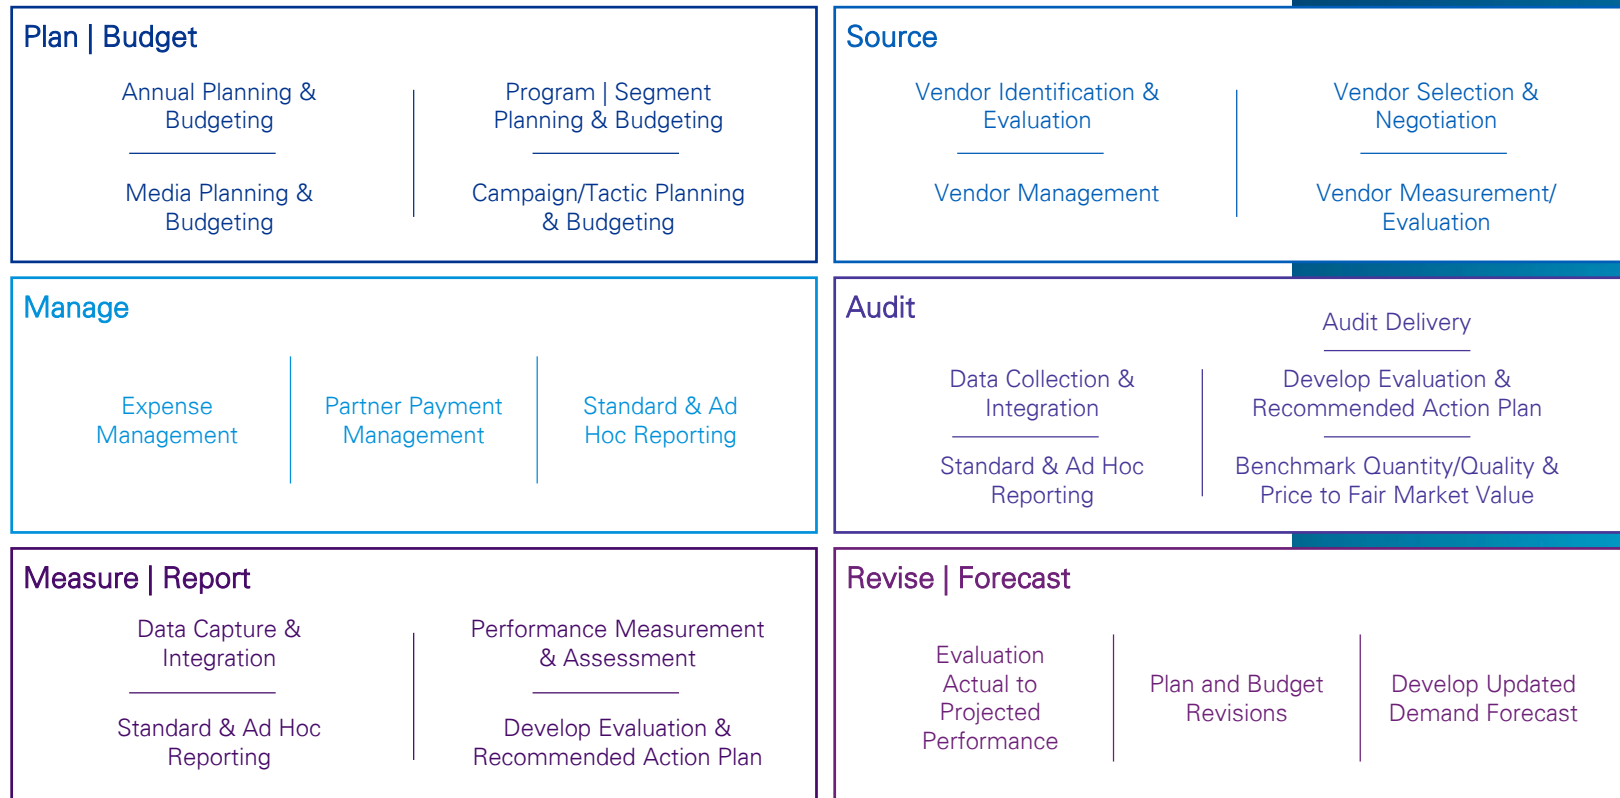 Plan | Budget
Annual Planning &
Budgeting
Program | Segment
Planning & Budgeting
Media Planning &
Budgeting
Campaign/Tactic Planning
& Budgeting
Source
Vendor Identification &
Evaluation
Vendor Selection &
Negotiation
Vendor Management
Vendor Measurement/
Evaluation
Manage
Expense
Management
Partner Payment
Management
Standard & Ad
Hoc Reporting
Audit
Audit Delivery
Data Collection &
Integration
Develop Evaluation &
Recommended Action Plan
Standard & Ad Hoc
Reporting
Benchmark Quantity/Quality &
Price to Fair Market Value
Measure | Report
Data Capture &
Integration
Performance Measurement
& Assessment
Standard & Ad Hoc
Reporting
Develop Evaluation &
Recommended Action Plan
Revise | Forecast
Evaluation
Actual to
Projected
Performance
Plan and Budget
Revisions
Develop Updated
Demand Forecast